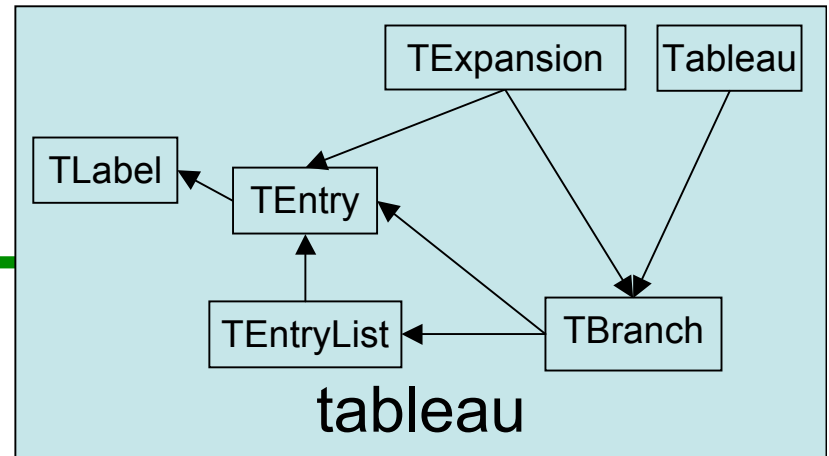 TExpansion Tableau
TLabel
TEntry
TEntryList
TBranch
tableau